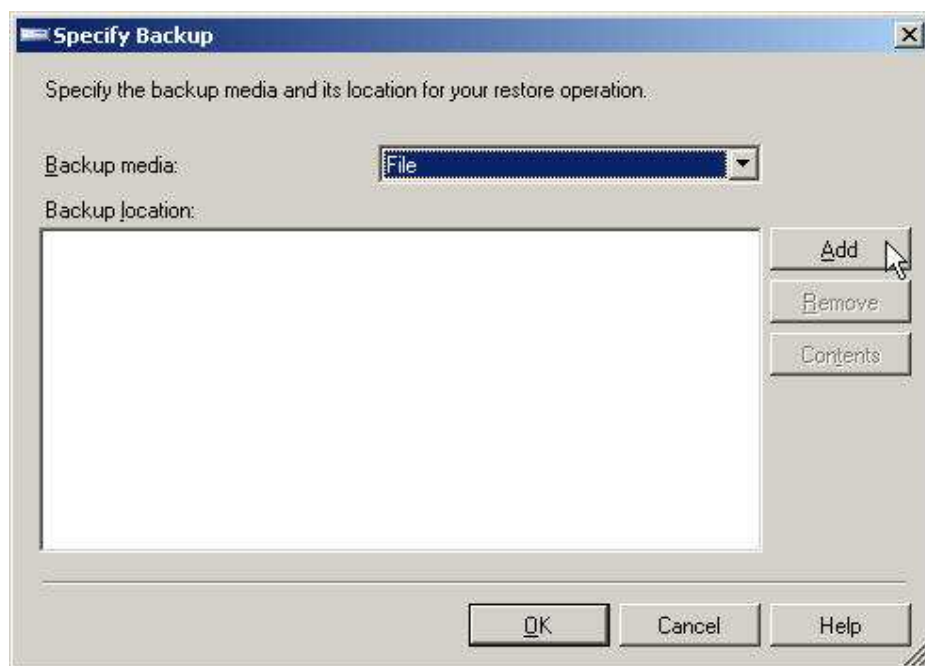 Specify Backup
Specify the backup media and its location for your restore operation.
Backup media:
File
Backup location:
Add
Remove
Contents
OK
Cancel
Help